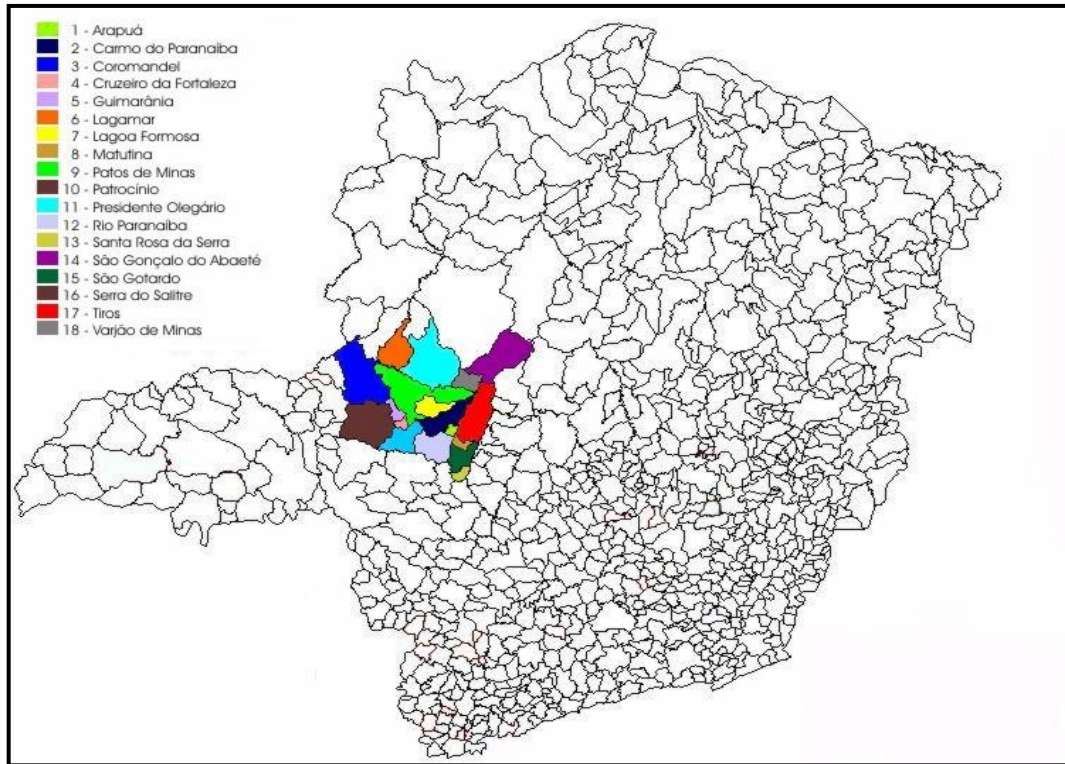 1 - Arapuá
2 - Carmo do Paranaíba
3 - Coromandel
4 - Cruzeiro da Fortaleza
5 - Guimarânia
6 - Lagamar
7 - Lagoa Formosa
8 - Matutina
9 - Patos de Minas
10 - Patrocínio
11 - Presidente Olegário
12 - Rio Paranaíba
13 - Santa Rosa da Serra
14 - São Gonçalo do Abaeté
15 - São Gotardo
16 - Serra do Salitre
17 - Tiros
18 - Varjão de Minas